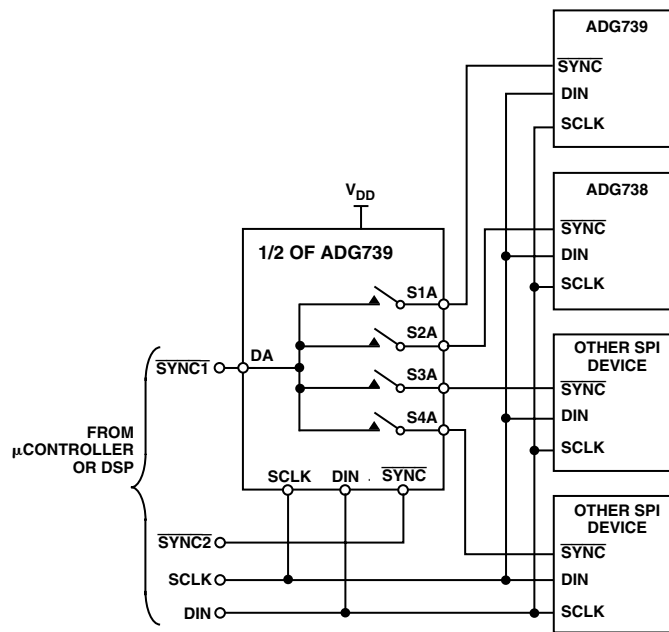 ADG739
SYNC
DIN
SCLK
ADG738
SYNC
DIN
SCLK
VDD
1/2 OF ADG739
S1A
S2A
S3A
S4A
DA
SYNC1
FROM
μCONTROLLER
OR DSP
SCLK
DIN
SYNC
SYNC2
SCLK
DIN
OTHER SPI
DEVICE
SYNC
DIN
SCLK
OTHER SPI
DEVICE
SYNC
DIN
SCLK